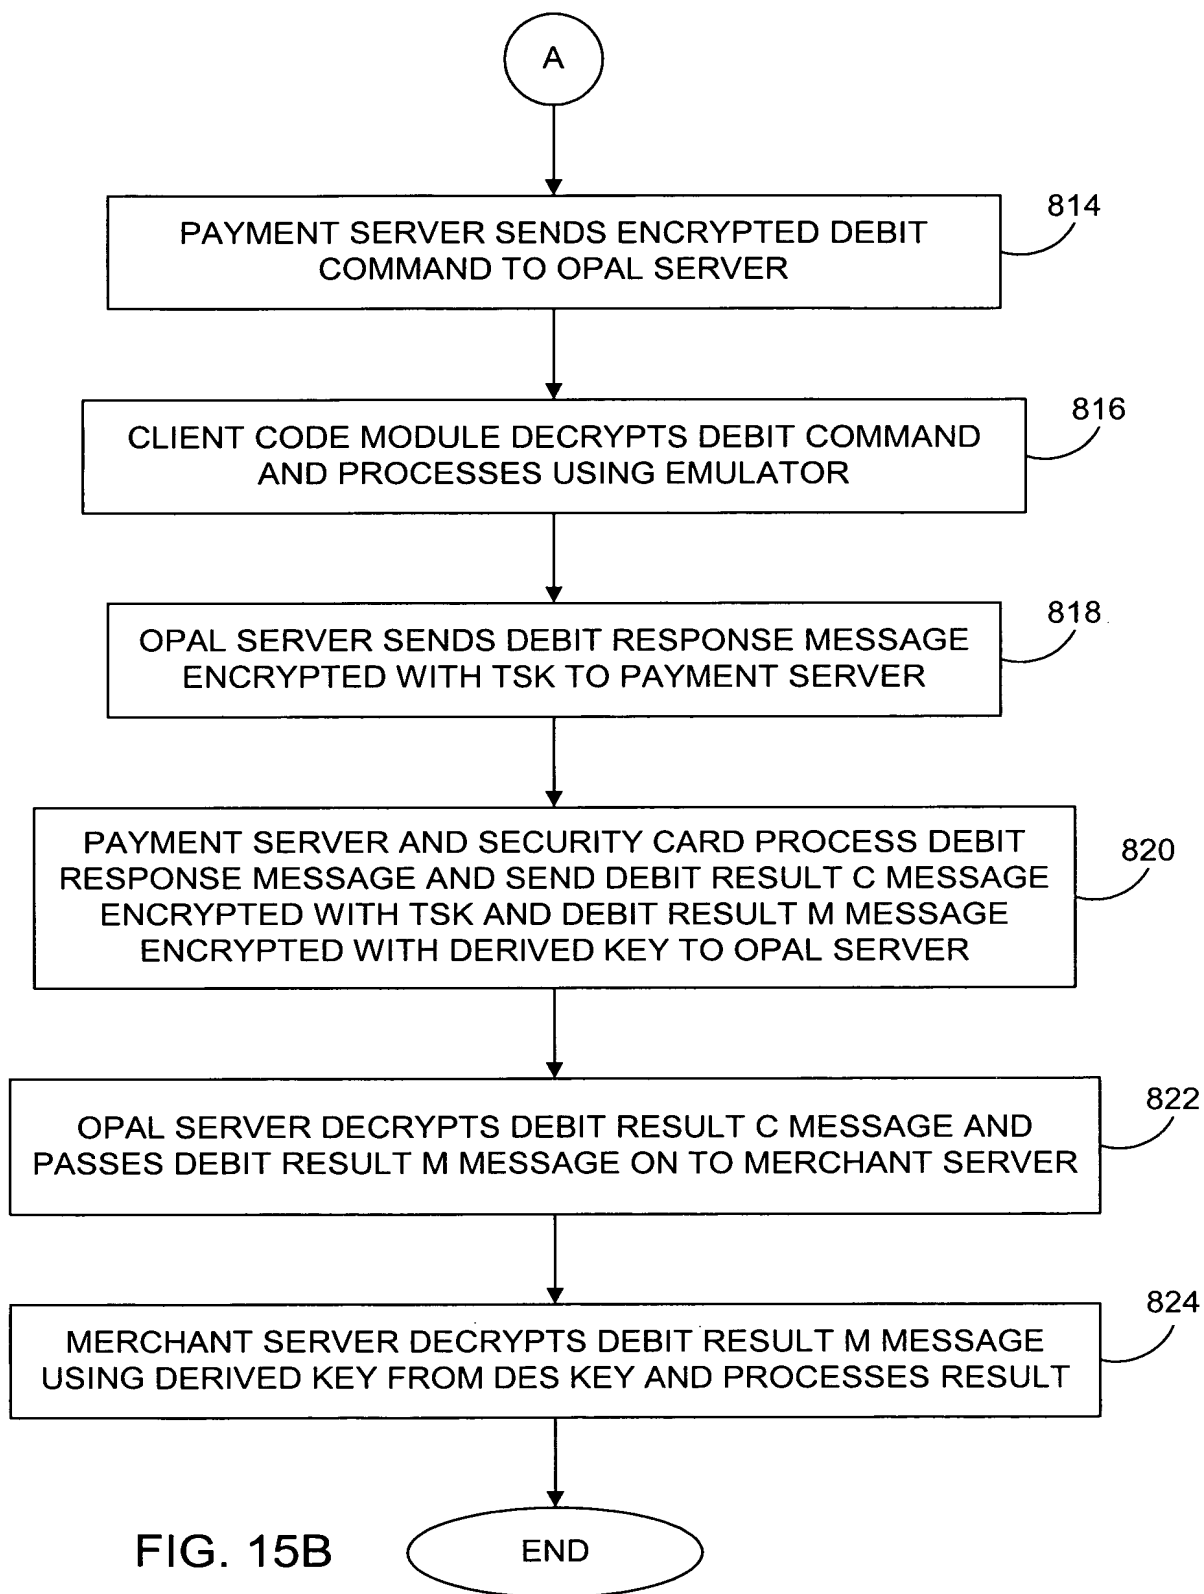 A
814
PAYMENT SERVER SENDS ENCRYPTED DEBIT
COMMAND TO OPAL SERVER
816
CLIENT CODE MODULE DECRYPTS DEBIT COMMAND
AND PROCESSES USING EMULATOR
818
OPAL SERVER SENDS DEBIT RESPONSE MESSAGE
ENCRYPTED WITH TSK TO PAYMENT SERVER
820
PAYMENT SERVER AND SECURITY CARD PROCESS DEBIT
RESPONSE MESSAGE AND SEND DEBIT RESULT C MESSAGE
ENCRYPTED WITH TSK AND DEBIT RESULT M MESSAGE
ENCRYPTED WITH DERIVED KEY TO OPAL SERVER
822
OPAL SERVER DECRYPTS DEBIT RESULT C MESSAGE AND
PASSES DEBIT RESULT M MESSAGE ON TO MERCHANT SERVER
824
MERCHANT SERVER DECRYPTS DEBIT RESULT M MESSAGE
USING DERIVED KEY FROM DES KEY AND PROCESSES RESULT
FIG. 15B
END